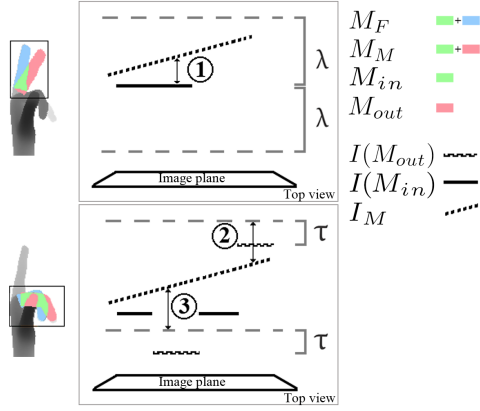 λ
①
λ
Image plane
Top view
②
τ
③
τ
Image plane
Top view
M_F +
M_M +
M_in
M_out
I(M_out)
I(M_in)
I_M